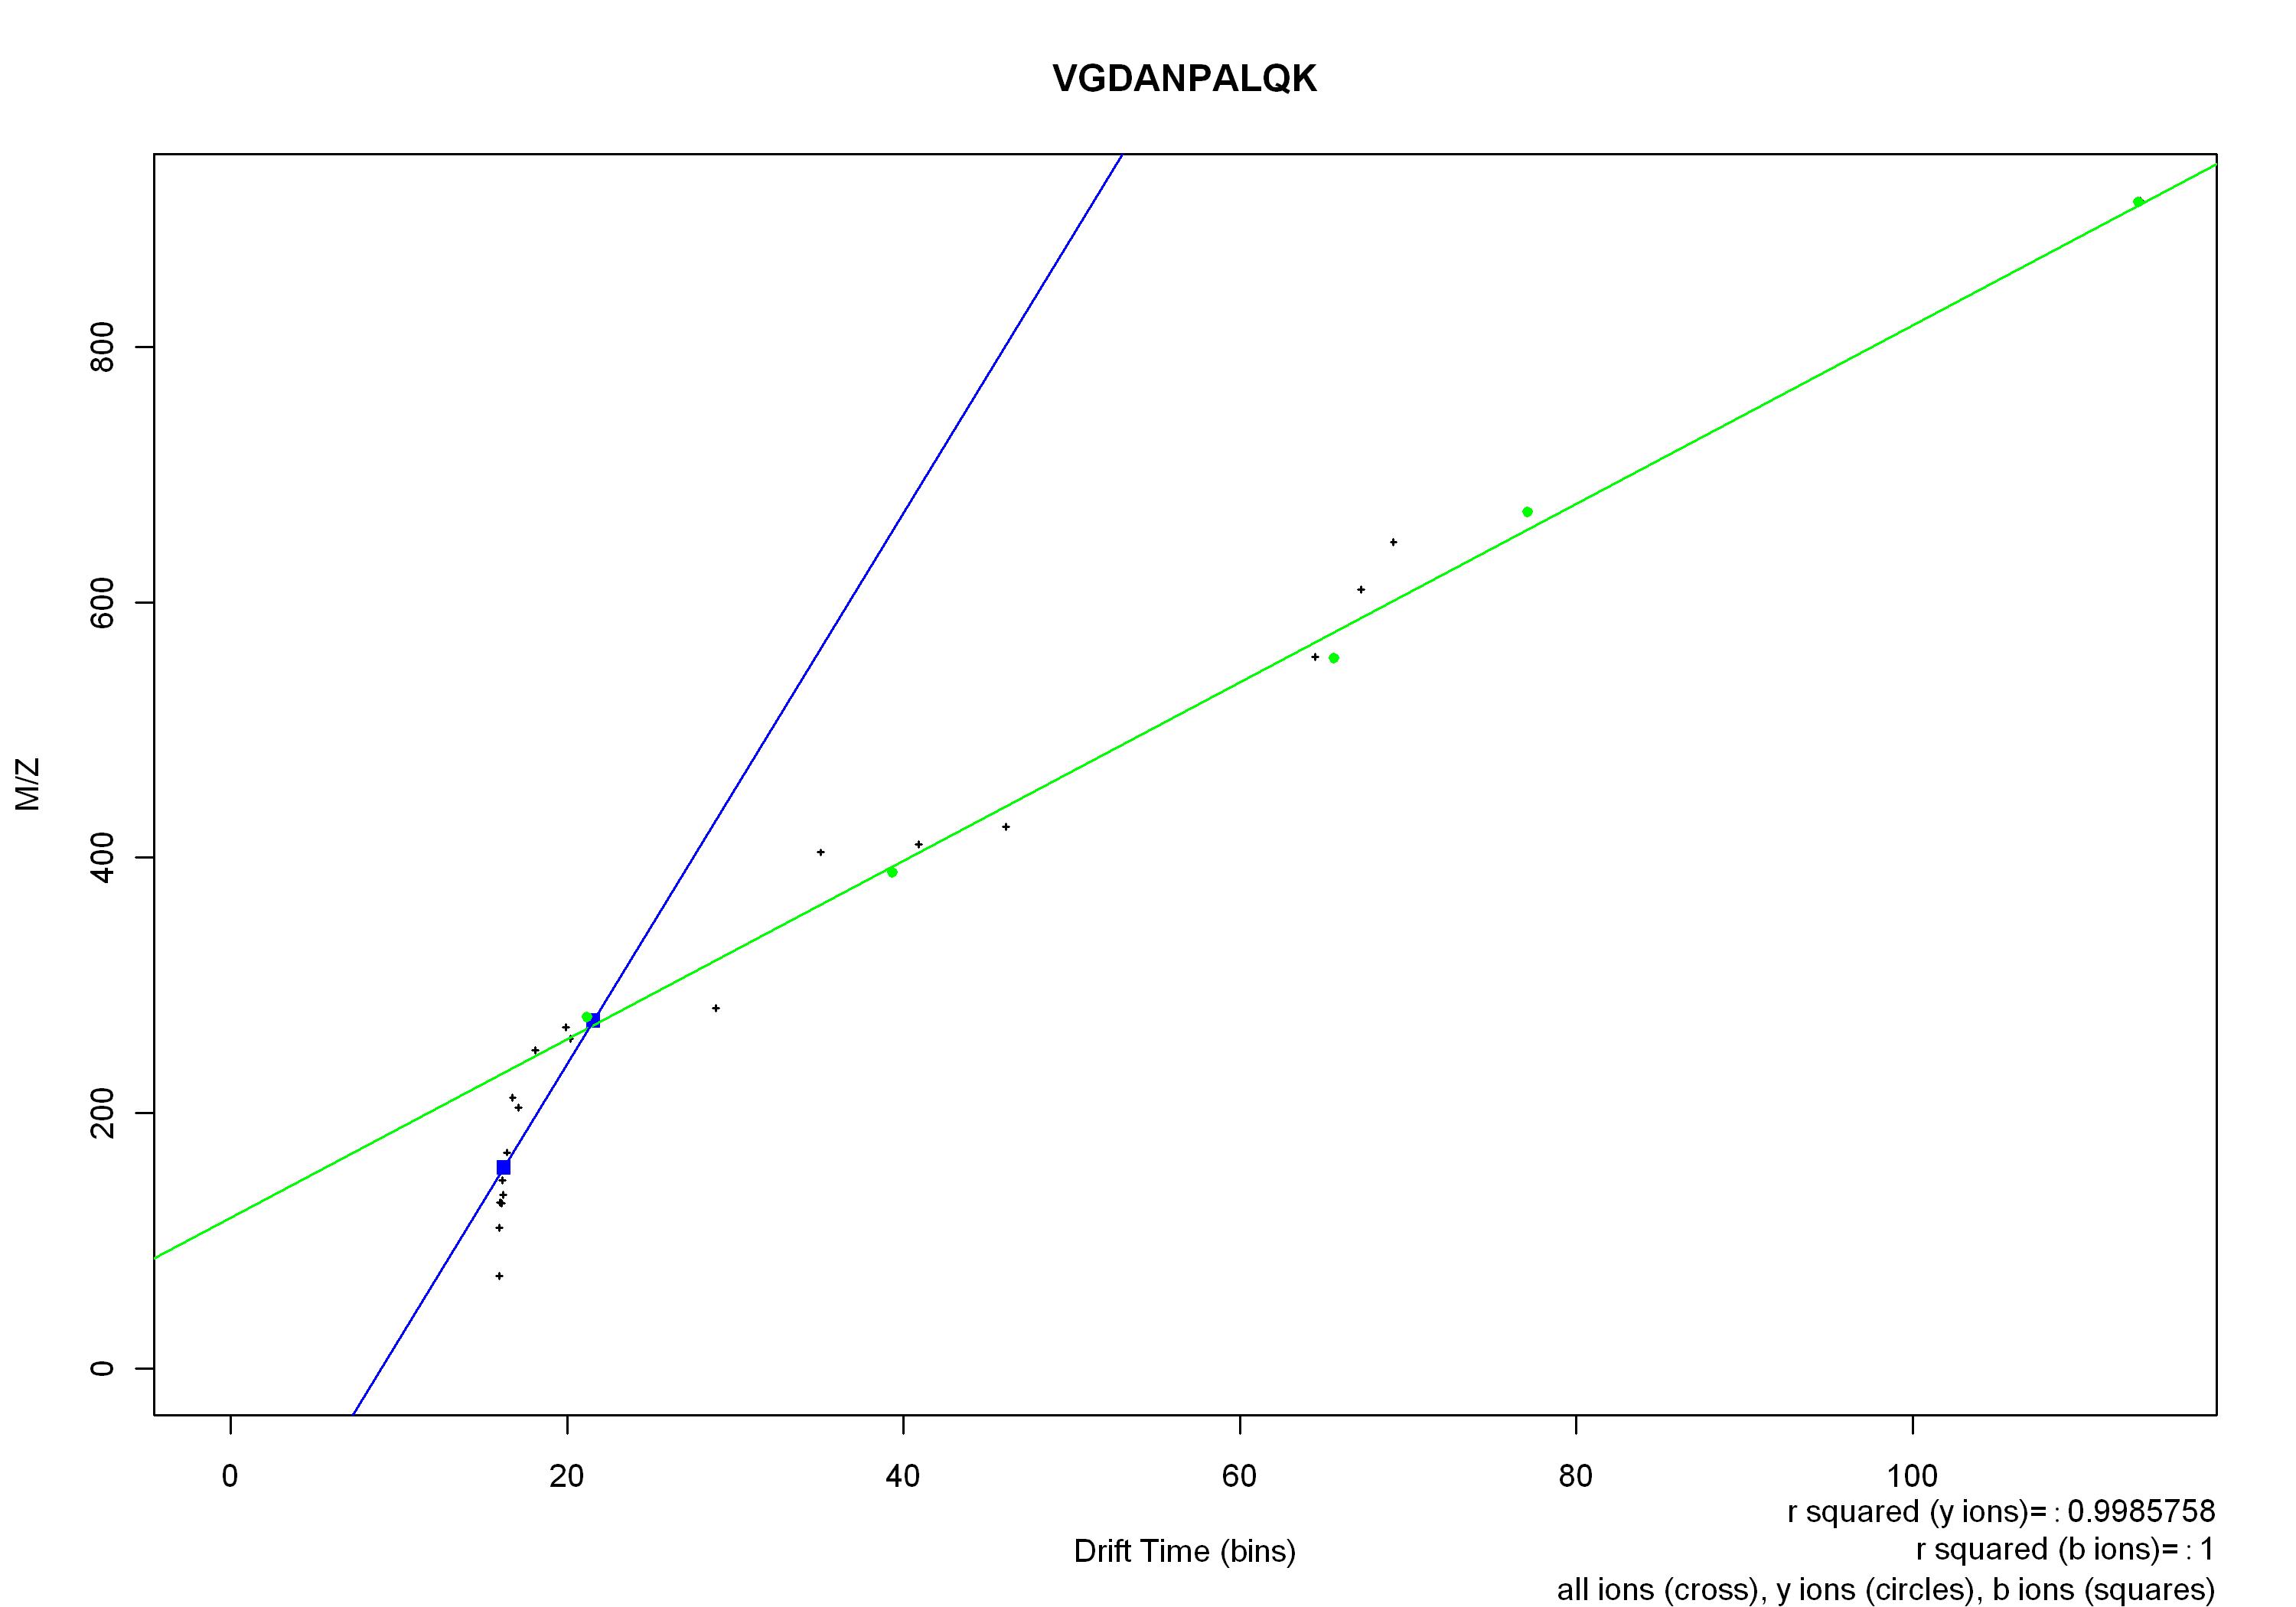 VGDANPALQK
M/Z
800
600
400
200
0
0 20 40 60 80 100
Drift Time (bins)
r squared (y ions)= : 0.9985758
r squared (b ions)= : 1
all ions (cross), y ions (circles), b ions (squares)